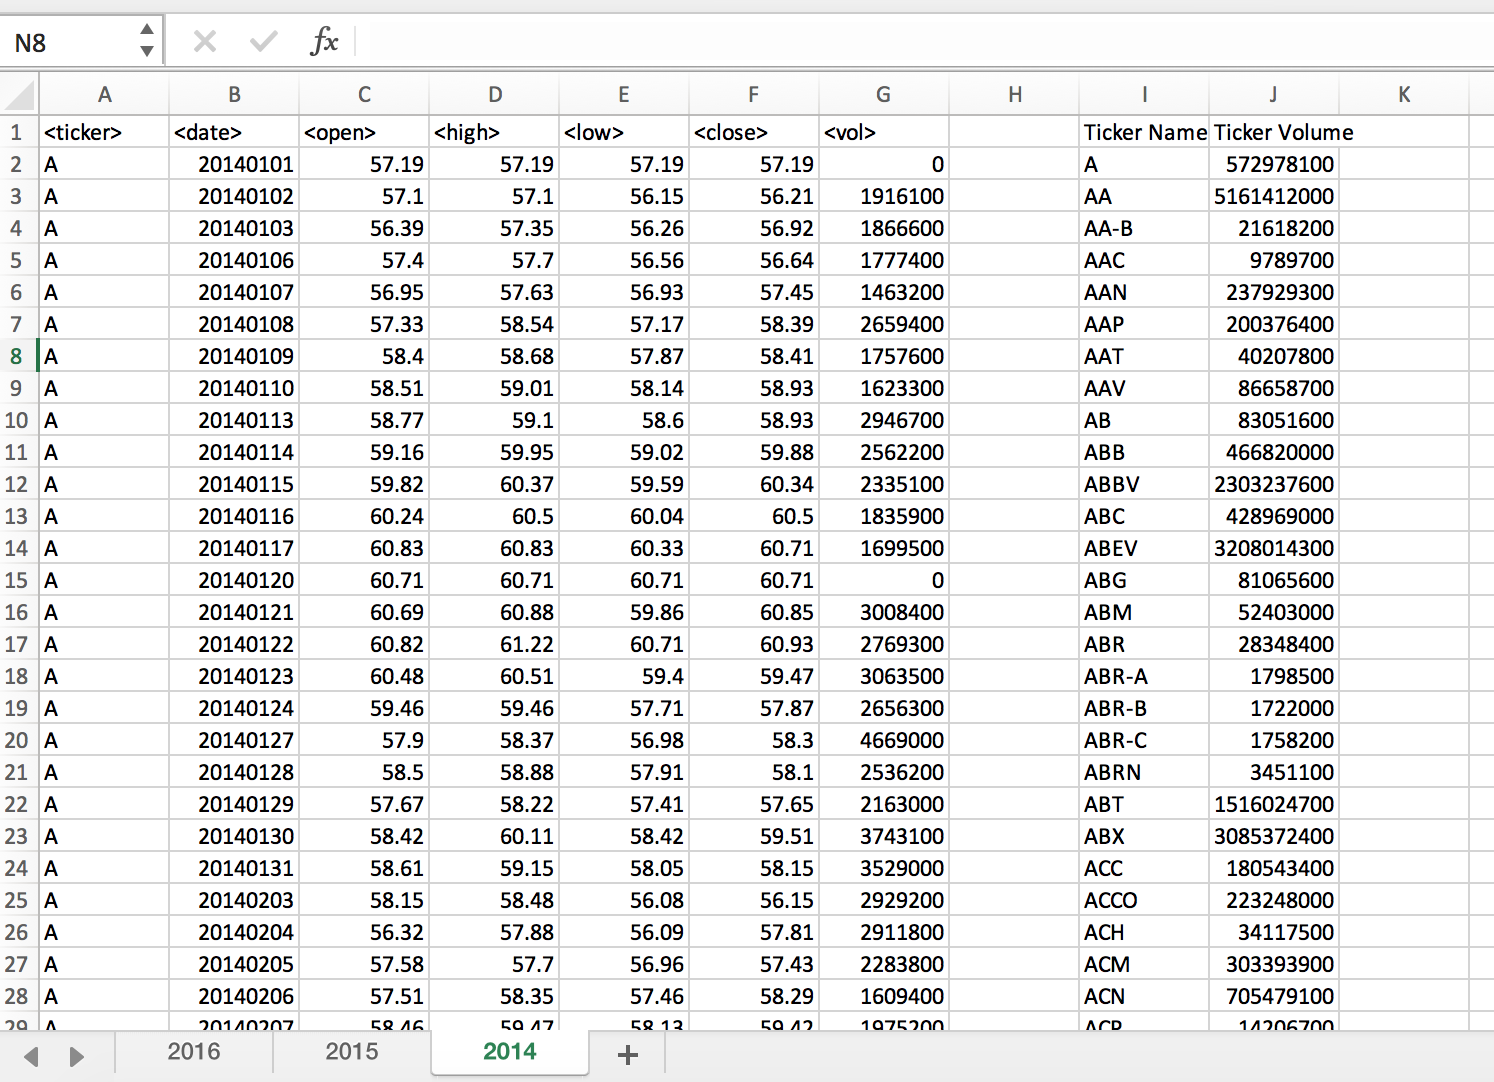 N8 fx
A B C D E F G H I J K
1 <ticker> <date> <open> <high> <low> <close> <vol> Ticker Name Ticker Volume
2 A 20140101 57.19 57.19 57.19 57.19 0 A 572978100
3 A 20140102 57.1 57.1 56.15 56.21 1916100 AA 5161412000
4 A 20140103 56.39 57.35 56.26 56.92 1866600 AA-B 21618200
5 A 20140106 57.4 57.7 56.56 56.64 1777400 AAC 9789700
6 A 20140107 56.95 57.63 56.93 57.45 1463200 AAN 237929300
7 A 20140108 57.33 58.54 57.17 58.39 2659400 AAP 200376400
8 A 20140109 58.4 58.68 57.87 58.41 1757600 AAT 40207800
9 A 20140110 58.51 59.01 58.14 58.93 1623300 AAV 86658700
10 A 20140113 58.77 59.1 58.6 58.93 2946700 AB 83051600
11 A 20140114 59.16 59.95 59.02 59.88 2562200 ABB 466820000
12 A 20140115 59.82 60.37 59.59 60.34 2335100 ABBV 2303237600
13 A 20140116 60.24 60.5 60.04 60.5 1835900 ABC 428969000
14 A 20140117 60.83 60.83 60.33 60.71 1699500 ABEV 3208014300
15 A 20140120 60.71 60.71 60.71 60.71 0 ABG 81065600
16 A 20140121 60.69 60.88 59.86 60.85 3008400 ABM 52403000
17 A 20140122 60.82 61.22 60.71 60.93 2769300 ABR 28348400
18 A 20140123 60.48 60.51 59.4 59.47 3063500 ABR-A 1798500
19 A 20140124 59.46 59.46 57.71 57.87 2656300 ABR-B 1722000
20 A 20140127 57.9 58.37 56.98 58.3 4669000 ABR-C 1758200
21 A 20140128 58.5 58.88 57.91 58.1 2536200 ABRN 3451100
22 A 20140129 57.67 58.22 57.41 57.65 2163000 ABT 1516024700
23 A 20140130 58.42 60.11 58.42 59.51 3743100 ABX 3085372400
24 A 20140131 58.61 59.15 58.05 58.15 3529000 ACC 180543400
25 A 20140203 58.15 58.48 56.08 56.15 2929200 ACCO 223248000
26 A 20140204 56.32 57.88 56.09 57.81 2911800 ACH 34117500
27 A 20140205 57.58 57.7 56.96 57.43 2283800 ACM 303393900
28 A 20140206 57.51 58.35 57.46 58.29 1609400 ACN 705479100
29 A 20140207 58.46 59.47 58.13 59.42 1975200 14206700
2016 2015 2014 +